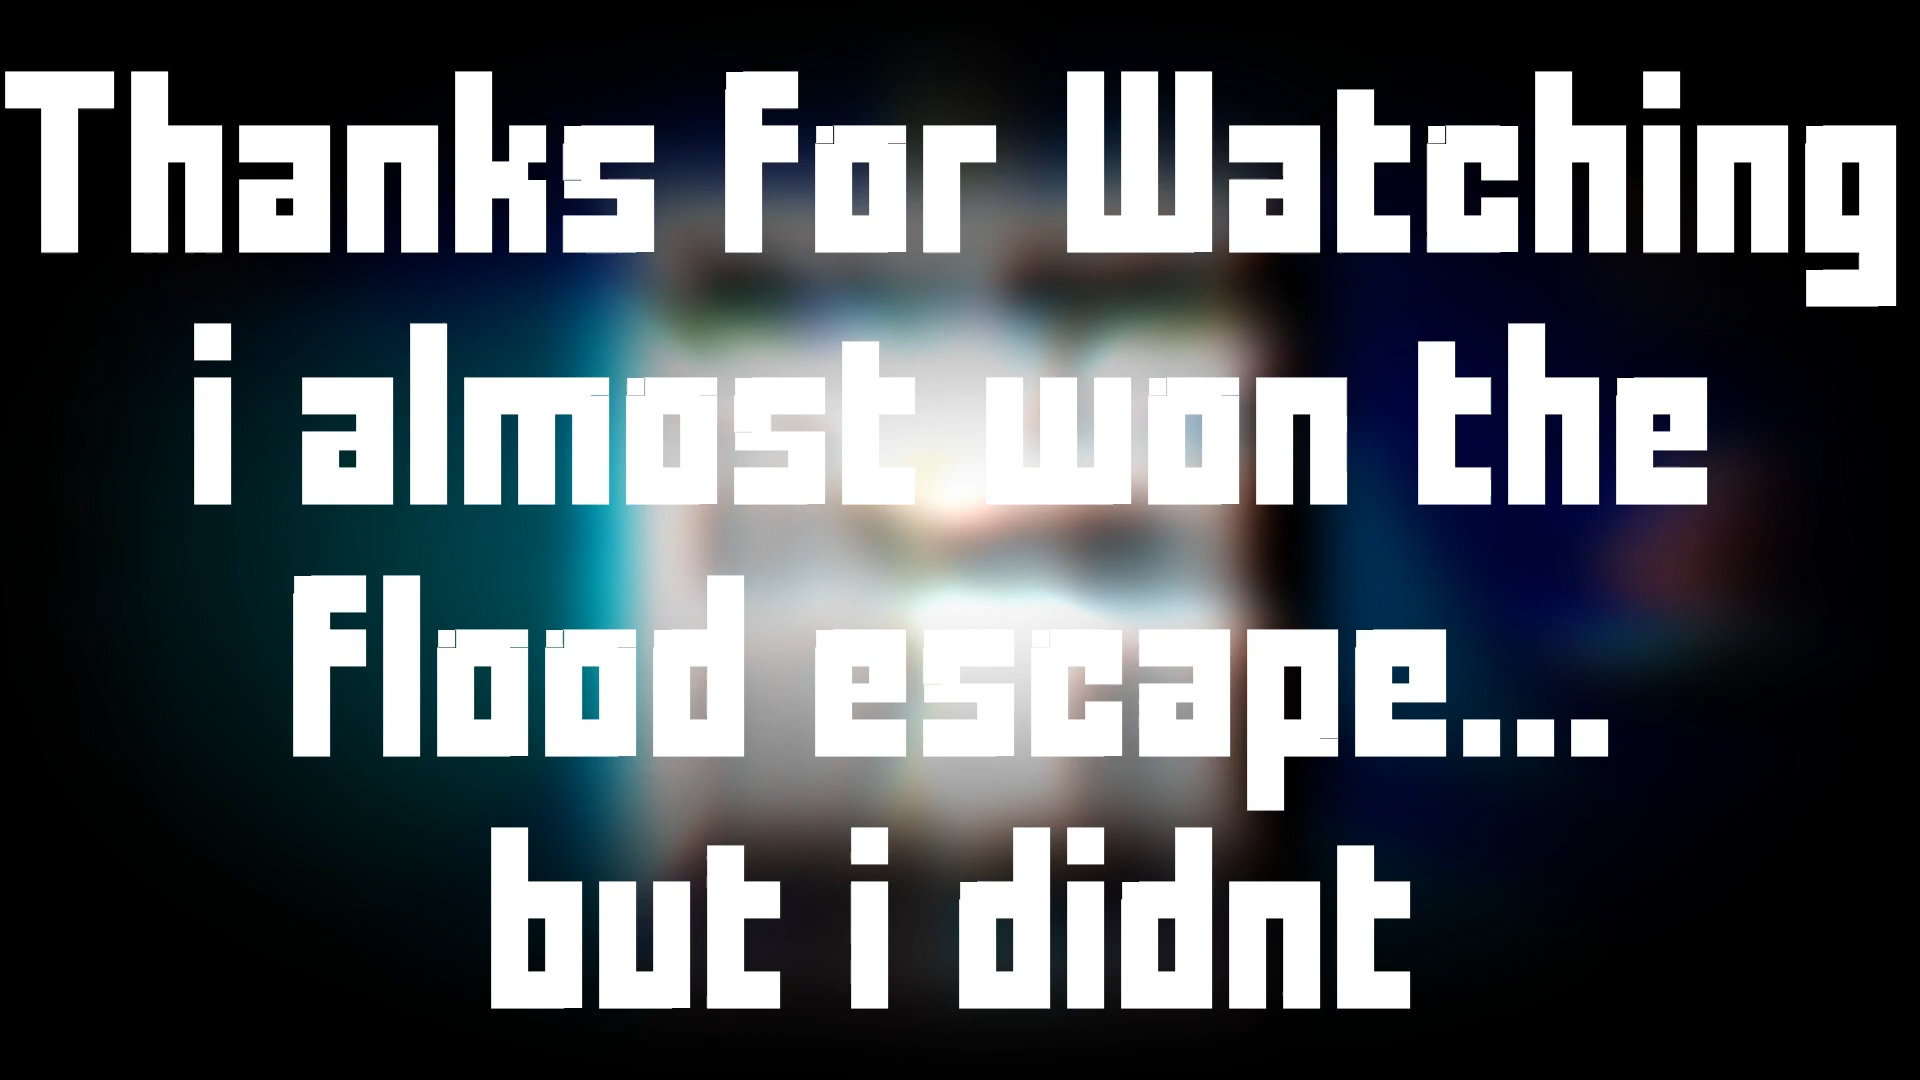 Thanks for Watching
i almost won the
flood escape...
but i didnt